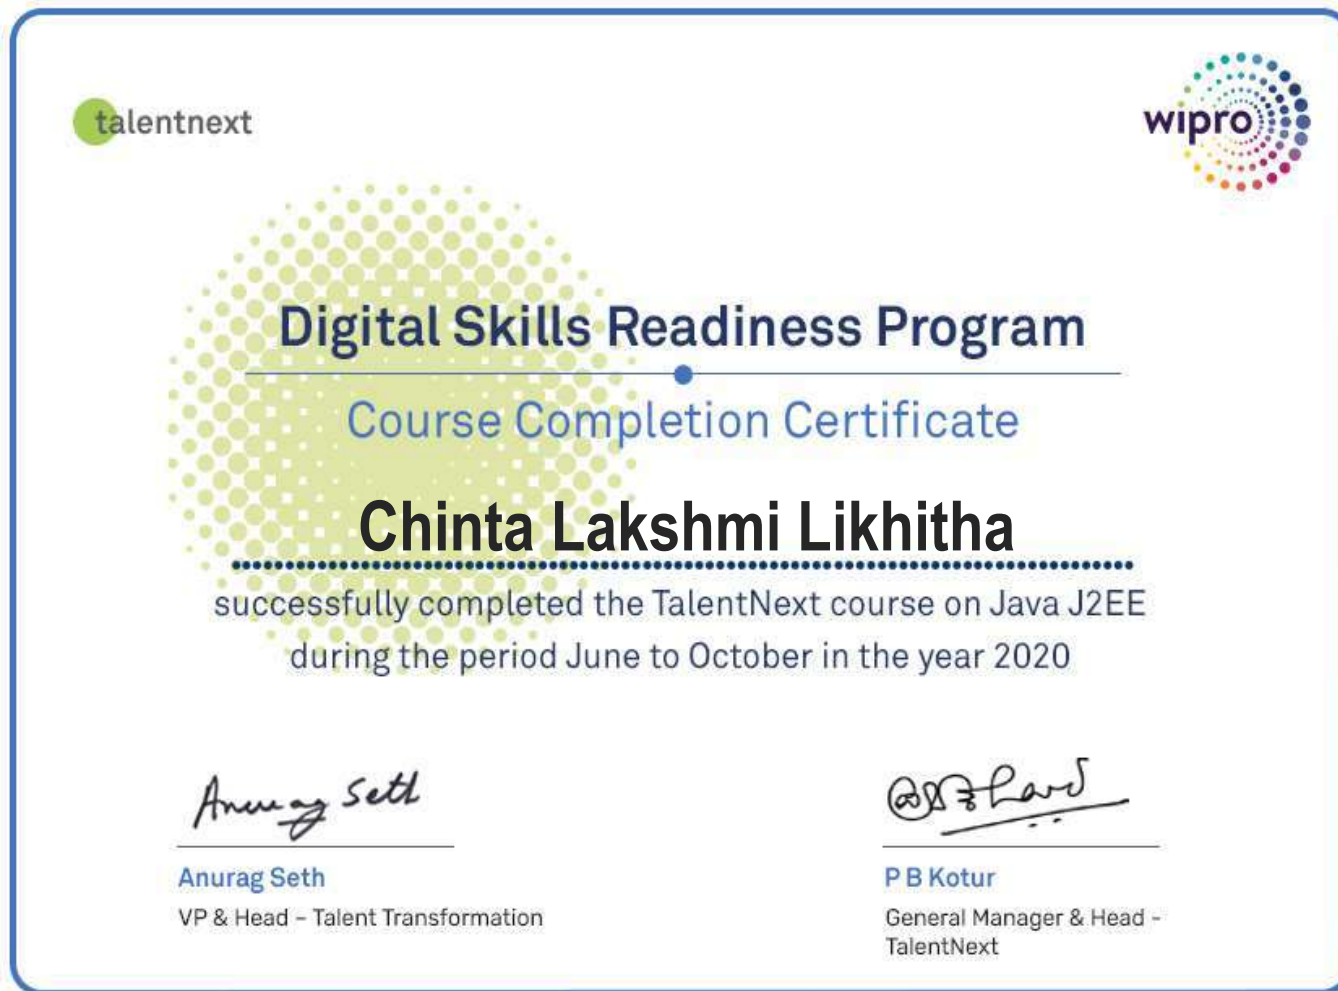 talentnext
wipro
Digital Skills Readiness Program
Course Completion Certificate
Chinta Lakshmi Likhitha
successfully completed the TalentNext course on Java J2EE
during the period June to October in the year 2020
Anurag Seth
Anurag Seth
VP & Head – Talent Transformation
P B Kotur
General Manager & Head -
TalentNext